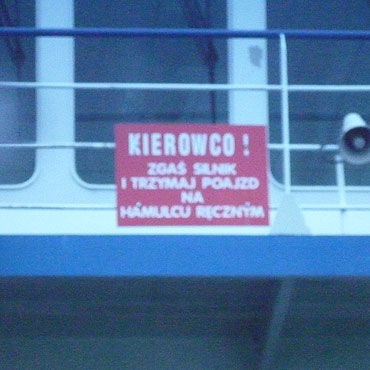 KIEROWCO !
ZGAŚ SILNIK
I TRZYMAJ POJAZD
NA
HAMULCU RĘCZNYM